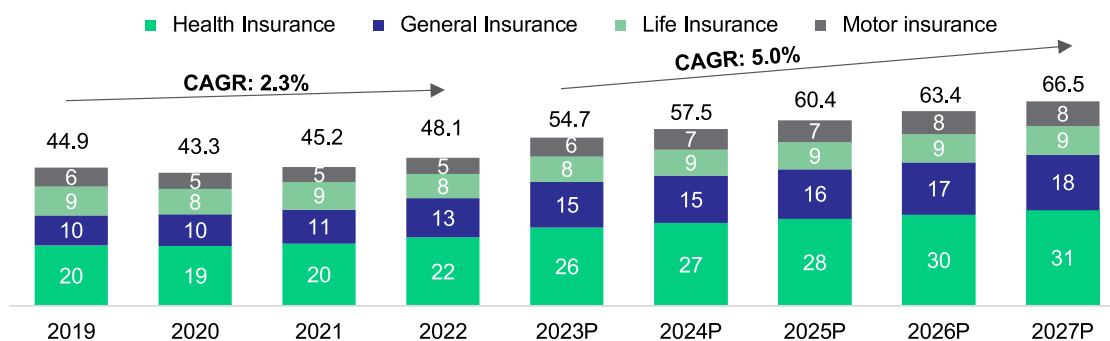 Health Insurance General Insurance Life Insurance Motor insurance
CAGR: 2.3%
CAGR: 5.0%
44.9 43.3 45.2 48.1 54.7 57.5 60.4 63.4 66.5
6 5 5 5 6 7 7 8 8
9 8 9 8 8 9 9 9 9
10 10 11 13 15 15 16 17 18
20 19 20 22 26 27 28 30 31
2019 2020 2021 2022 2023P 2024P 2025P 2026P 2027P